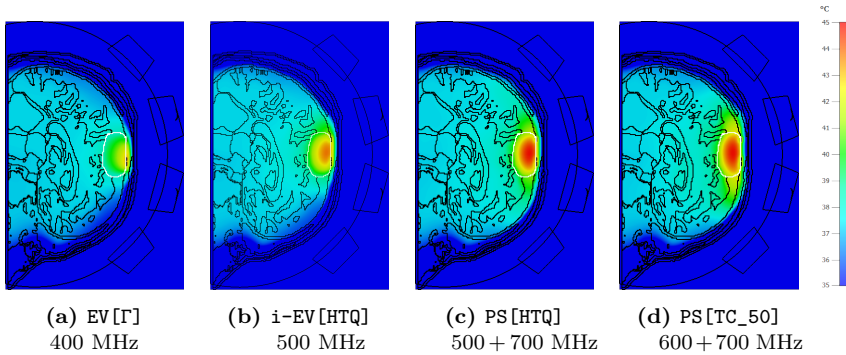 °C
45
44
43
42
41
40
39
38
37
36
35
(a) EV[Γ]
400 MHz
(b) i-EV[HTQ]
500 MHz
(c) PS[HTQ]
500 + 700 MHz
(d) PS[TC_50]
600 + 700 MHz